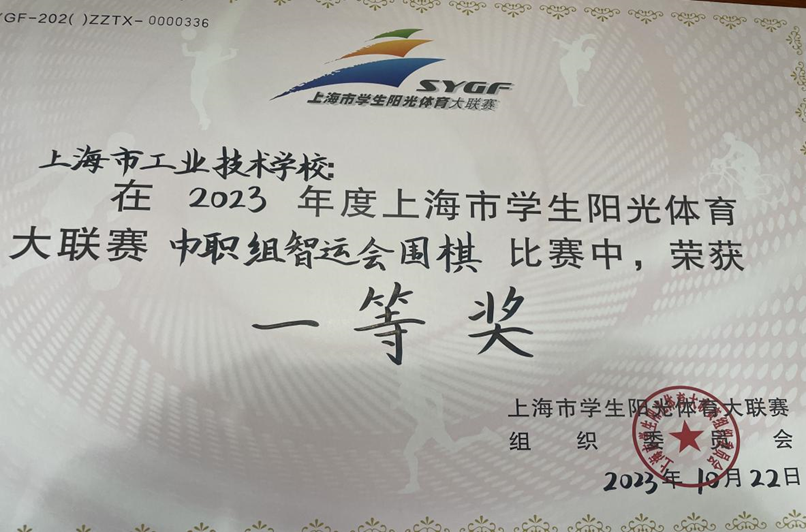 YGF-202( )ZZTX-0000336
SYGF
上海市学生阳光体育大联赛
上海市工业技术学校:
在 2023 年度上海市学生阳光体育
大联赛 中职组智运会围棋 比赛中，荣获
一等奖
上海市学生阳光体育大联赛
组织委员会
2023年10月22日